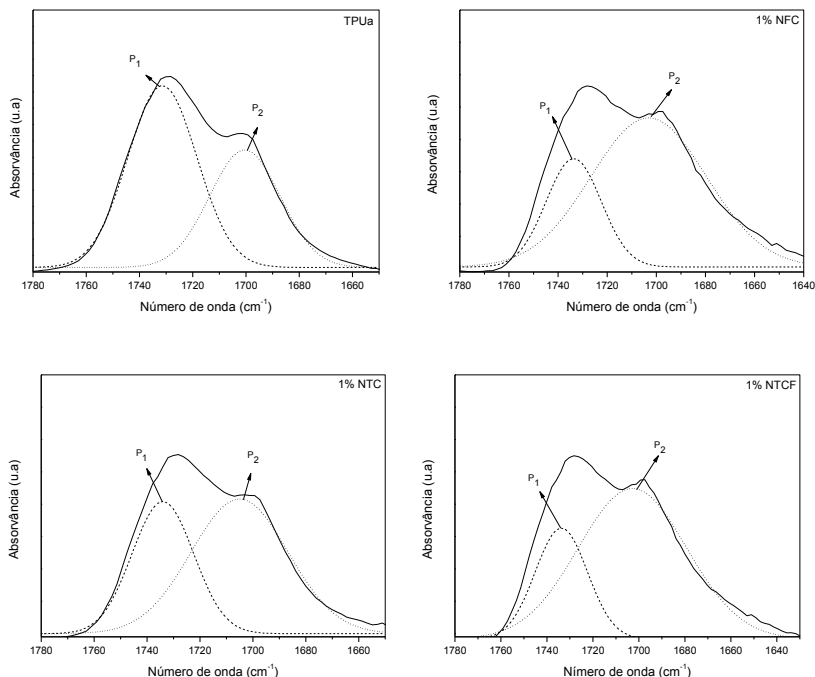 TPUa
P1
P2
Absorvância (u.a)
1780 1760 1740 1720 1700 1680 1660
Número de onda (cm-1)
1% NFC
P1
P2
Absorvância (u.a)
1780 1760 1740 1720 1700 1680 1660 1640
Número de onda (cm-1)
1% NTC
P1
P2
Absorvância (u.a)
1780 1760 1740 1720 1700 1680 1660
Número de onda (cm-1)
1% NTCF
P1
P2
Absorvância (u.a)
1780 1760 1740 1720 1700 1680 1660 1640
Nímero de onda (cm-1)